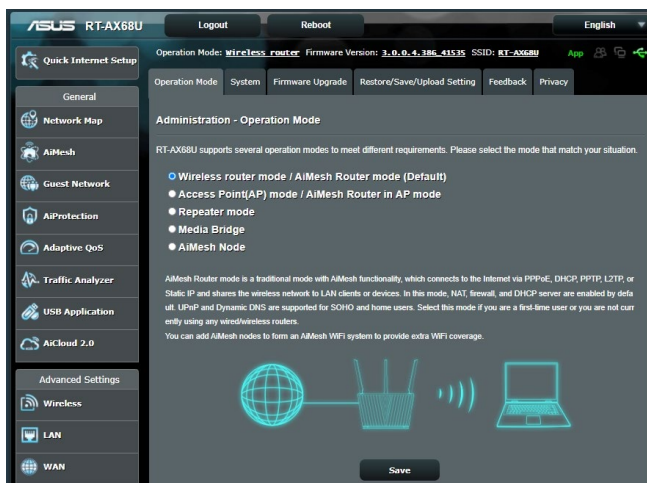 ASUS RT-AX68U Logout Reboot English
Quick Internet Setup
General
Network Map
AiMesh
Guest Network
AiProtection
Adaptive QoS
Traffic Analyzer
USB Application
AiCloud 2.0
Advanced Settings
Wireless
LAN
WAN
Operation Mode: Wireless router Firmware Version: 3.0.0.4.386_41535 SSID: RT-AX68U App
Operation Mode System Firmware Upgrade Restore/Save/Upload Setting Feedback Privacy
Administration - Operation Mode
RT-AX68U supports several operation modes to meet different requirements. Please select the mode that match your situation.
Wireless router mode / AiMesh Router mode (Default)
Access Point(AP) mode / AiMesh Router in AP mode
Repeater mode
Media Bridge
AiMesh Node
AiMesh Router mode is a traditional mode with AiMesh functionality, which connects to the Internet via PPPoE, DHCP, PPTP, L2TP, or
Static IP and shares the wireless network to LAN clients or devices. In this mode, NAT, firewall, and DHCP server are enabled by defa
ult. UPnP and Dynamic DNS are supported for SOHO and home users. Select this mode if you are a first-time user or you are not curr
ently using any wired/wireless routers.
You can add AiMesh nodes to form an AiMesh WiFi system to provide extra WiFi coverage.
Save